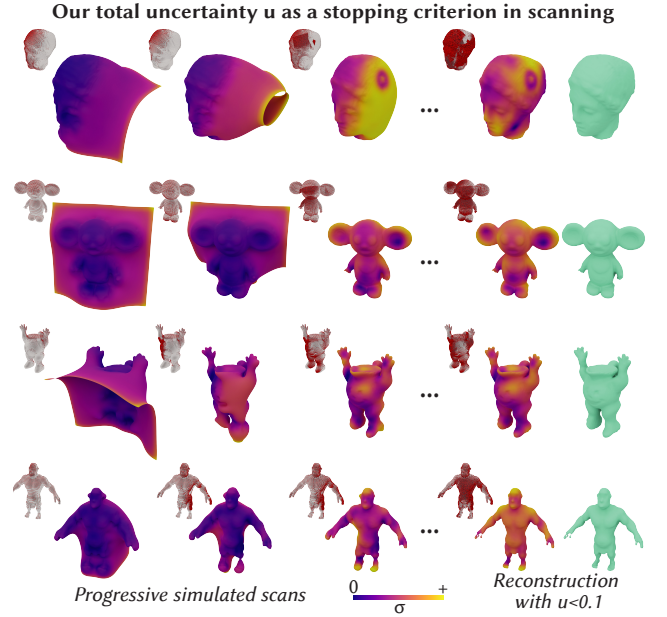 Our total uncertainty u as a stopping criterion in scanning
...
...
...
...
Progressive simulated scans
0 +
σ
Reconstruction
with u<0.1